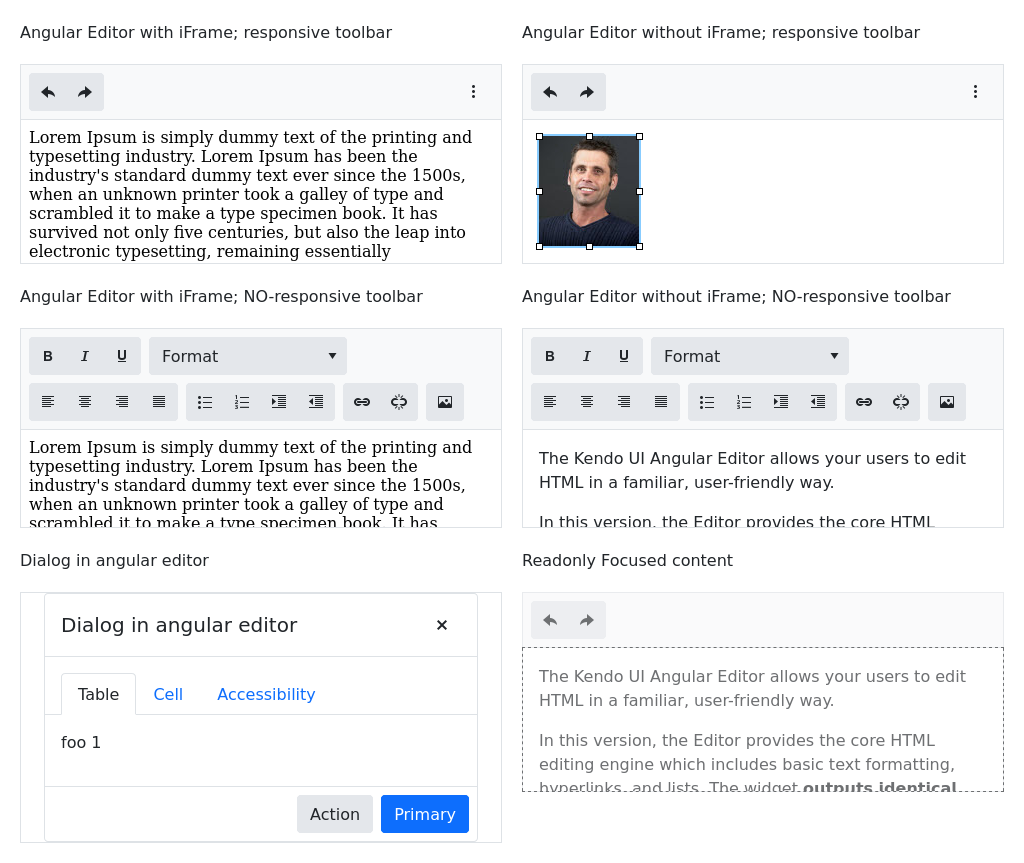 Angular Editor with iFrame; responsive toolbar
Lorem Ipsum is simply dummy text of the printing and
typesetting industry. Lorem Ipsum has been the
industry's standard dummy text ever since the 1500s,
when an unknown printer took a galley of type and
scrambled it to make a type specimen book. It has
survived not only five centuries, but also the leap into
electronic typesetting, remaining essentially
Angular Editor without iFrame; responsive toolbar
Angular Editor with iFrame; NO-responsive toolbar
B I U Format
Lorem Ipsum is simply dummy text of the printing and
typesetting industry. Lorem Ipsum has been the
industry's standard dummy text ever since the 1500s,
when an unknown printer took a galley of type and
scrambled it to make a type specimen book. It has
Angular Editor without iFrame; NO-responsive toolbar
B I U Format
The Kendo UI Angular Editor allows your users to edit
HTML in a familiar, user-friendly way.
In this version, the Editor provides the core HTML
Dialog in angular editor
Dialog in angular editor
Table Cell Accessibility
foo 1
Action Primary
Readonly Focused content
The Kendo UI Angular Editor allows your users to edit
HTML in a familiar, user-friendly way.
In this version, the Editor provides the core HTML
editing engine which includes basic text formatting,
hyperlinks, and lists. The widget outputs identical